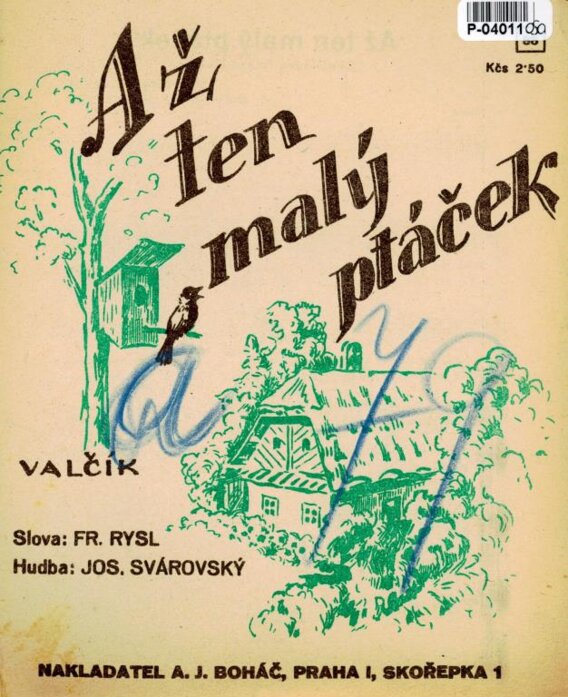 P-04011080
Kčs 2·50
Až
ten
malý
ptáček
VALČÍK
Slova: FR. RYSL
Hudba: JOS. SVÁROVSKÝ
NAKLADATEL A. J. BOHÁČ, PRAHA I, SKOŘEPKA 1